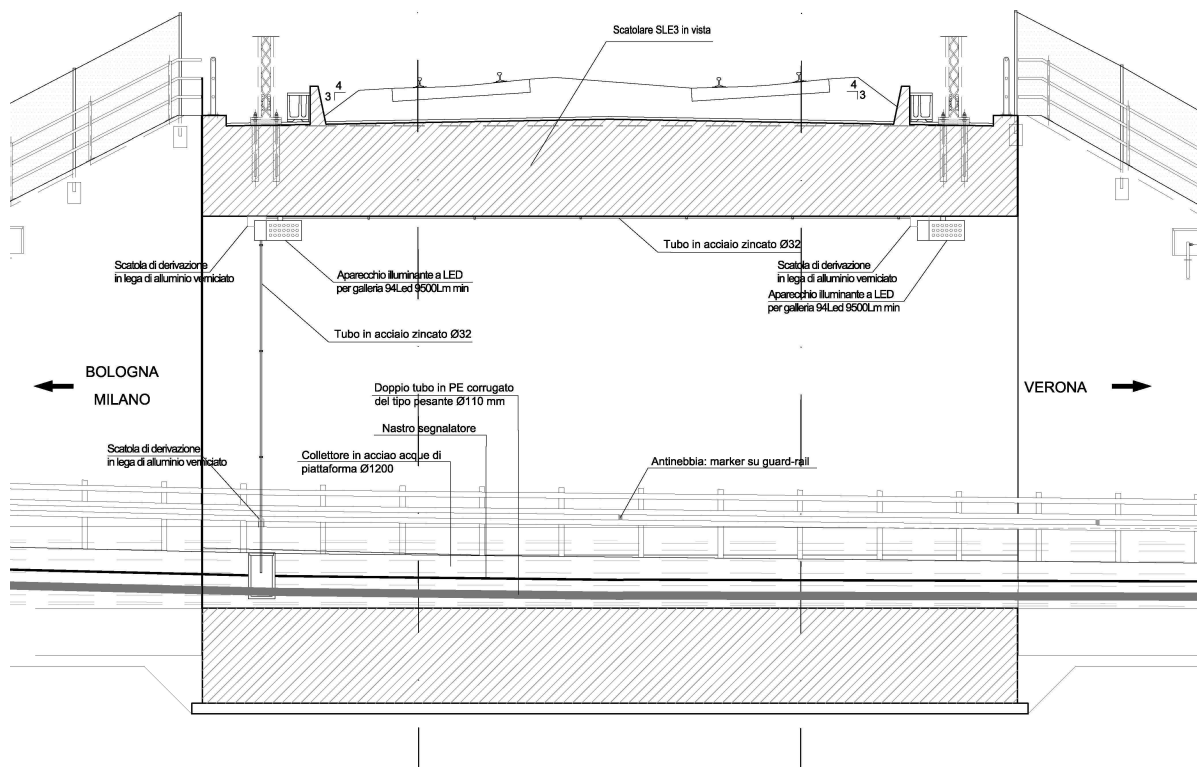 Scatolare SLE3 in vista
4
3
4
3
Tubo in acciaio zincato Ø32
Scatola di derivazione
in lega di alluminio verniciato
Aparecchio illuminante a LED
per galleria 94Led 9500Lm min
Scatola di derivazione
in lega di alluminio verniciato
Aparecchio illuminante a LED
per galleria 94Led 9500Lm min
Tubo in acciaio zincato Ø32
BOLOGNA
MILANO
VERONA
Doppio tubo in PE corrugato
del tipo pesante Ø110 mm
Nastro segnalatore
Scatola di derivazione
in lega di alluminio verniciato
Collettore in acciao acque di
piattaforma Ø1200
Antinebbia: marker su guard-rail